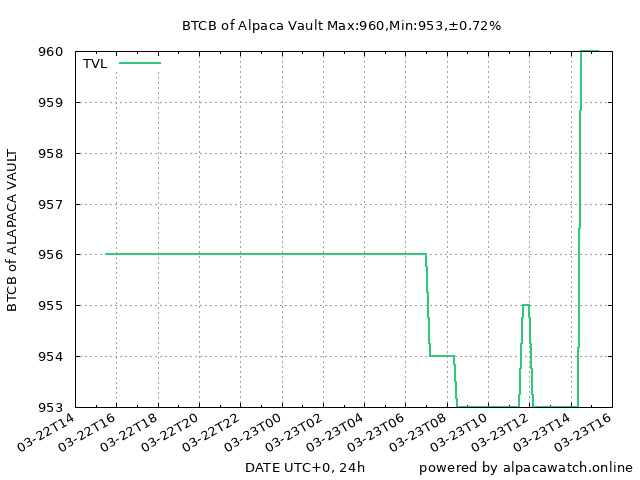 BTCB of Alpaca Vault Max:960,Min:953,±0.72%
TVL
960
959
958
957
956
955
954
953
BTCB of ALAPACA VAULT
03-22T14
03-22T16
03-22T18
03-22T20
03-22T22
03-23T00
03-23T02
03-23T04
03-23T06
03-23T08
03-23T10
03-23T12
03-23T14
03-23T16
DATE UTC+0, 24h
powered by alpacawatch.online